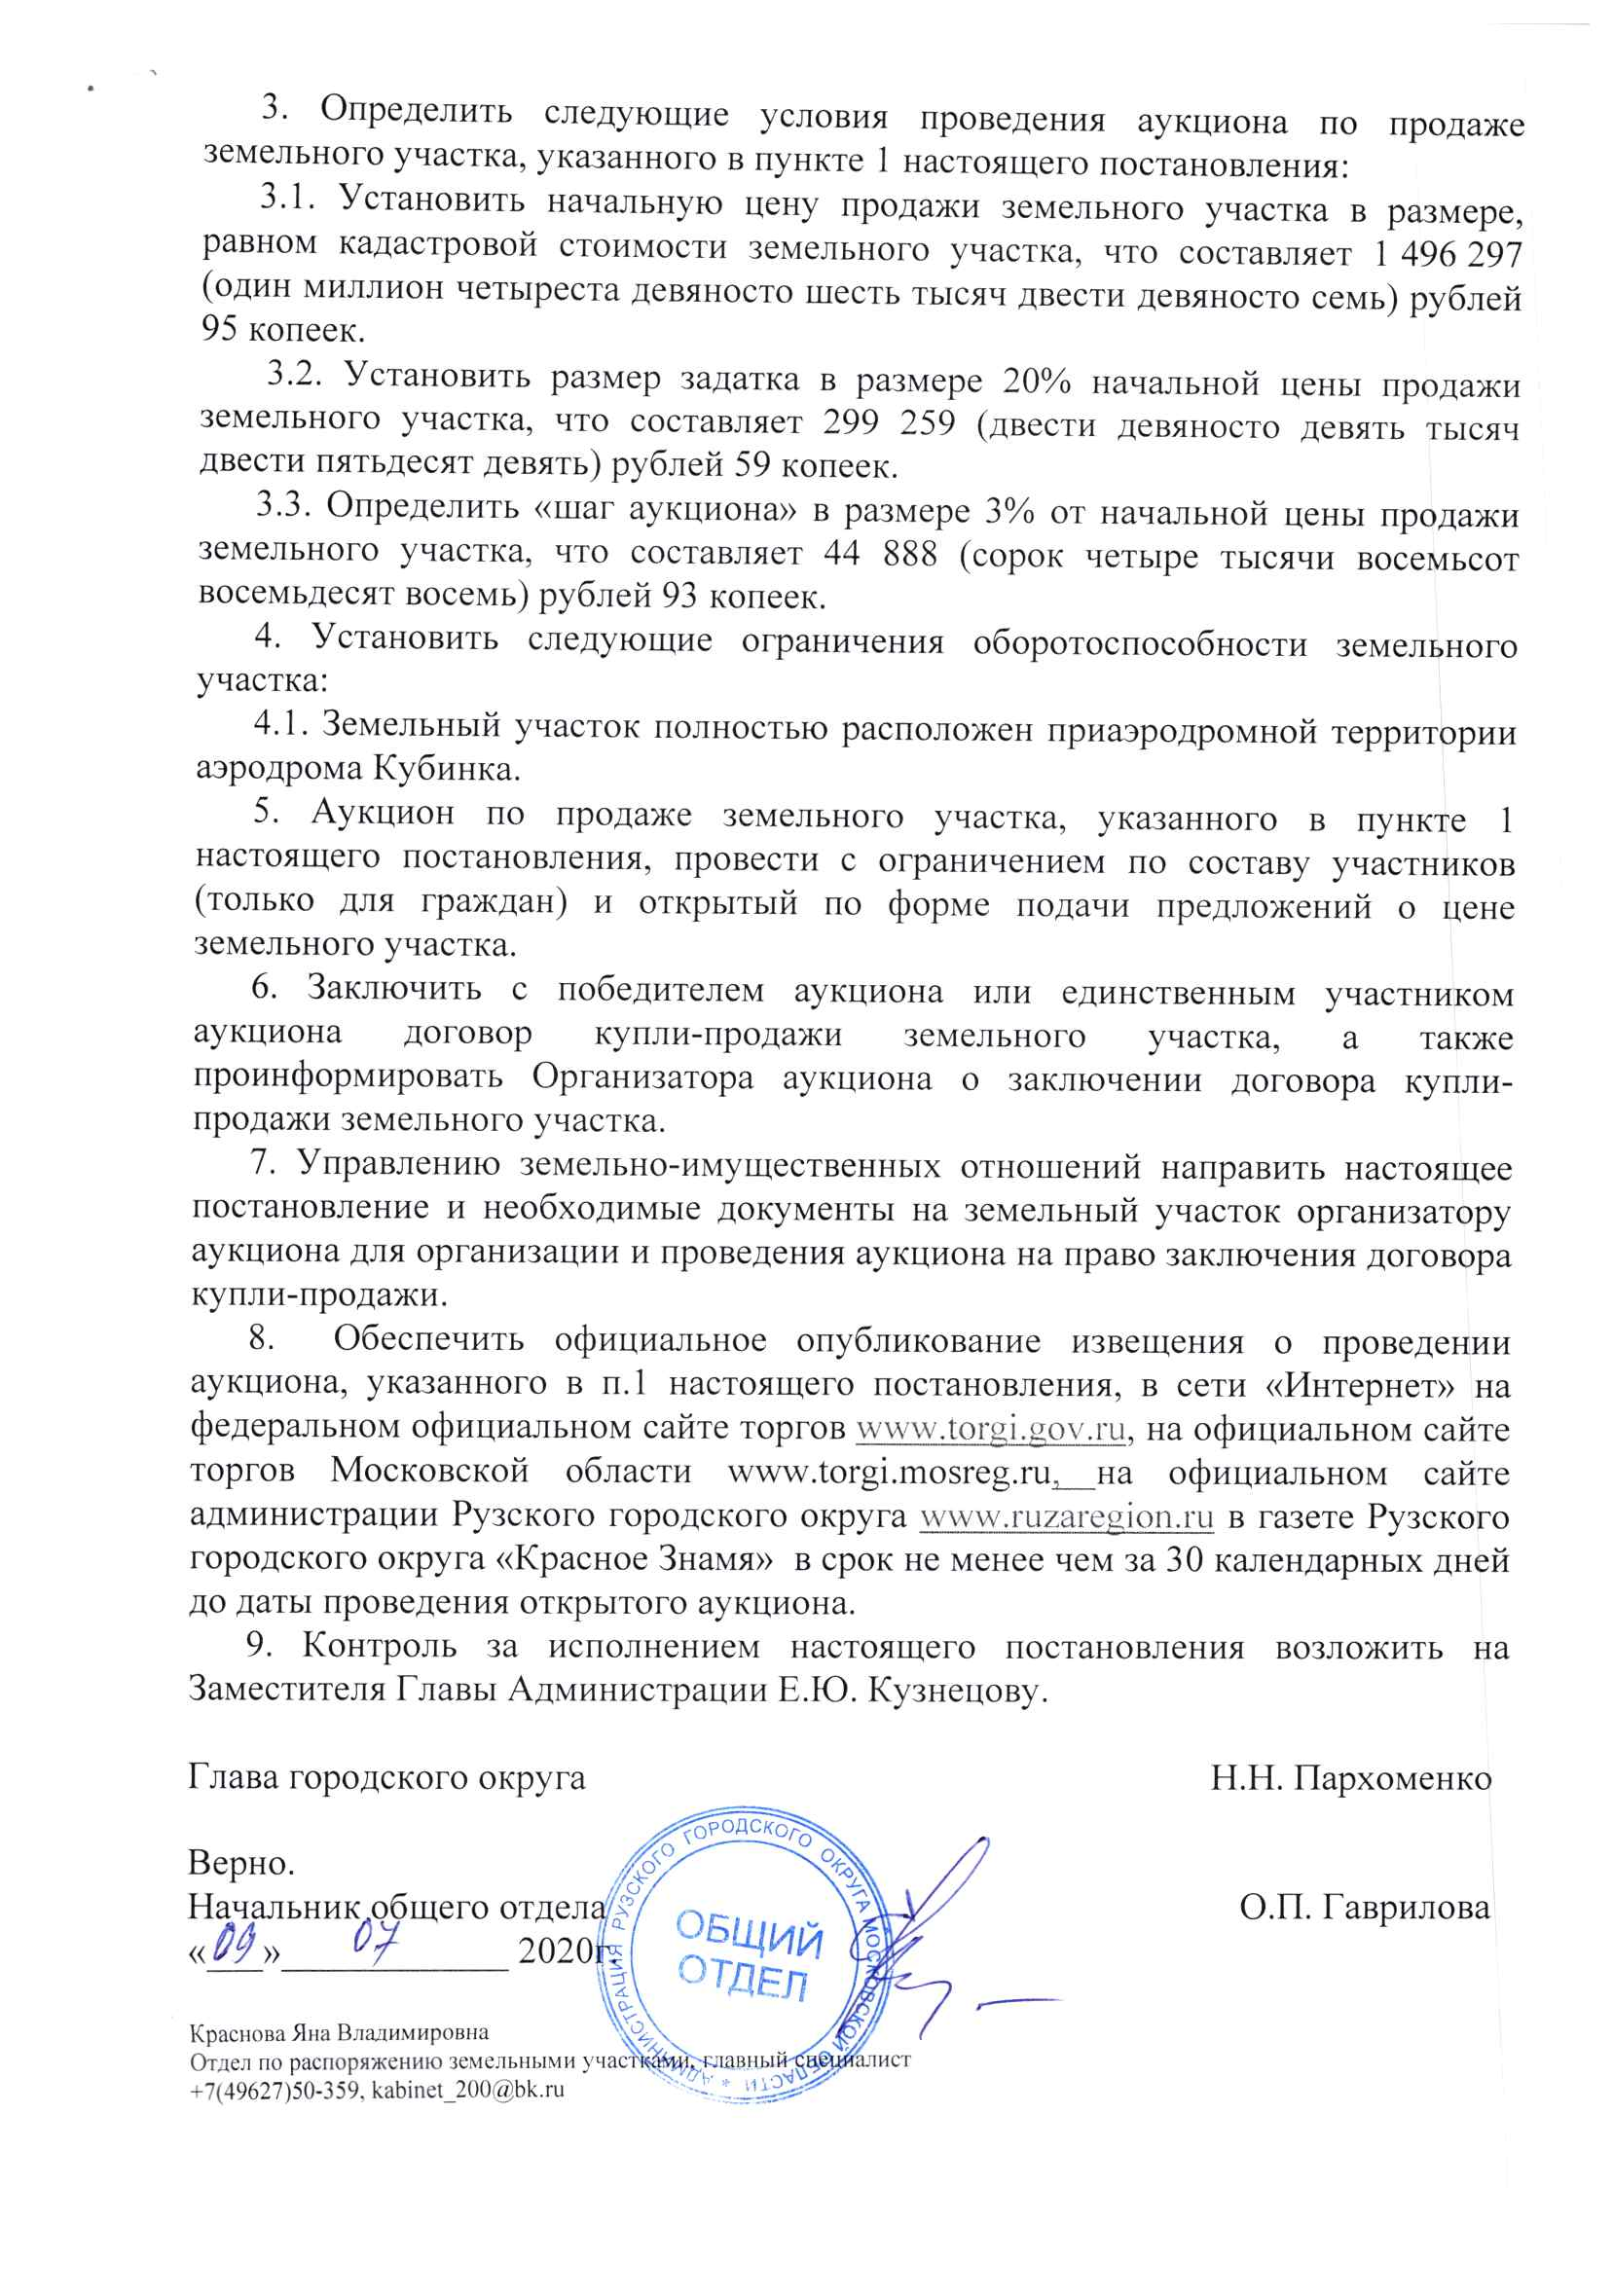 3. Определить следующие условия проведения аукциона по продаже
земельного участка, указанного в пункте 1 настоящего постановления:
3.1. Установить начальную цену продажи земельного участка в размере,
равном кадастровой стоимости земельного участка, что составляет 1 496 297
(один миллион четыреста девяносто шесть тысяч двести девяносто семь) рублей
95 копеек.
3.2. Установить размер задатка в размере 20% начальной цены продажи
земельного участка, что составляет 299 259 (двести девяносто девять тысяч
двести пятьдесят девять) рублей 59 копеек.
3.3. Определить «шаг аукциона» в размере 3% от начальной цены продажи
земельного участка, что составляет 44 888 (сорок четыре тысячи восемьсот
восемьдесят восемь) рублей 93 копеек.
4. Установить следующие ограничения оборотоспособности земельного
участка:
4.1. Земельный участок полностью расположен приаэродромной территории
аэродрома Кубинка.
5. Аукцион по продаже земельного участка, указанного в пункте 1
настоящего постановления, провести с ограничением по составу участников
(только для граждан) и открытый по форме подачи предложений о цене
земельного участка.
6. Заключить с победителем аукциона или единственным участником
аукциона договор купли-продажи земельного участка, а также
проинформировать Организатора аукциона о заключении договора купли-
продажи земельного участка.
7. Управлению земельно-имущественных отношений направить настоящее
постановление и необходимые документы на земельный участок организатору
аукциона для организации и проведения аукциона на право заключения договора
купли-продажи.
8. Обеспечить официальное опубликование извещения о проведении
аукциона, указанного в п.1 настоящего постановления, в сети «Интернет» на
федеральном официальном сайте торгов www.torgi.gov.ru, на официальном сайте
торгов Московской области www.torgi.mosreg.ru, на официальном сайте
администрации Рузского городского округа www.ruzaregion.ru в газете Рузского
городского округа «Красное Знамя» в срок не менее чем за 30 календарных дней
до даты проведения открытого аукциона.
9. Контроль за исполнением настоящего постановления возложить на
Заместителя Главы Администрации Е.Ю. Кузнецову.
Глава городского округа Н.Н. Пархоменко
Верно.
Начальник общего отдела О.П. Гаврилова
«09» 07 2020г.
АДМИНИСТРАЦИЯ РУЗСКОГО ГОРОДСКОГО ОКРУГА МОСКОВСКОЙ ОБЛАСТИ *
ОБЩИЙ
ОТДЕЛ
Краснова Яна Владимировна
Отдел по распоряжению земельными участками, главный специалист
+7(49627)50-359, kabinet_200@bk.ru